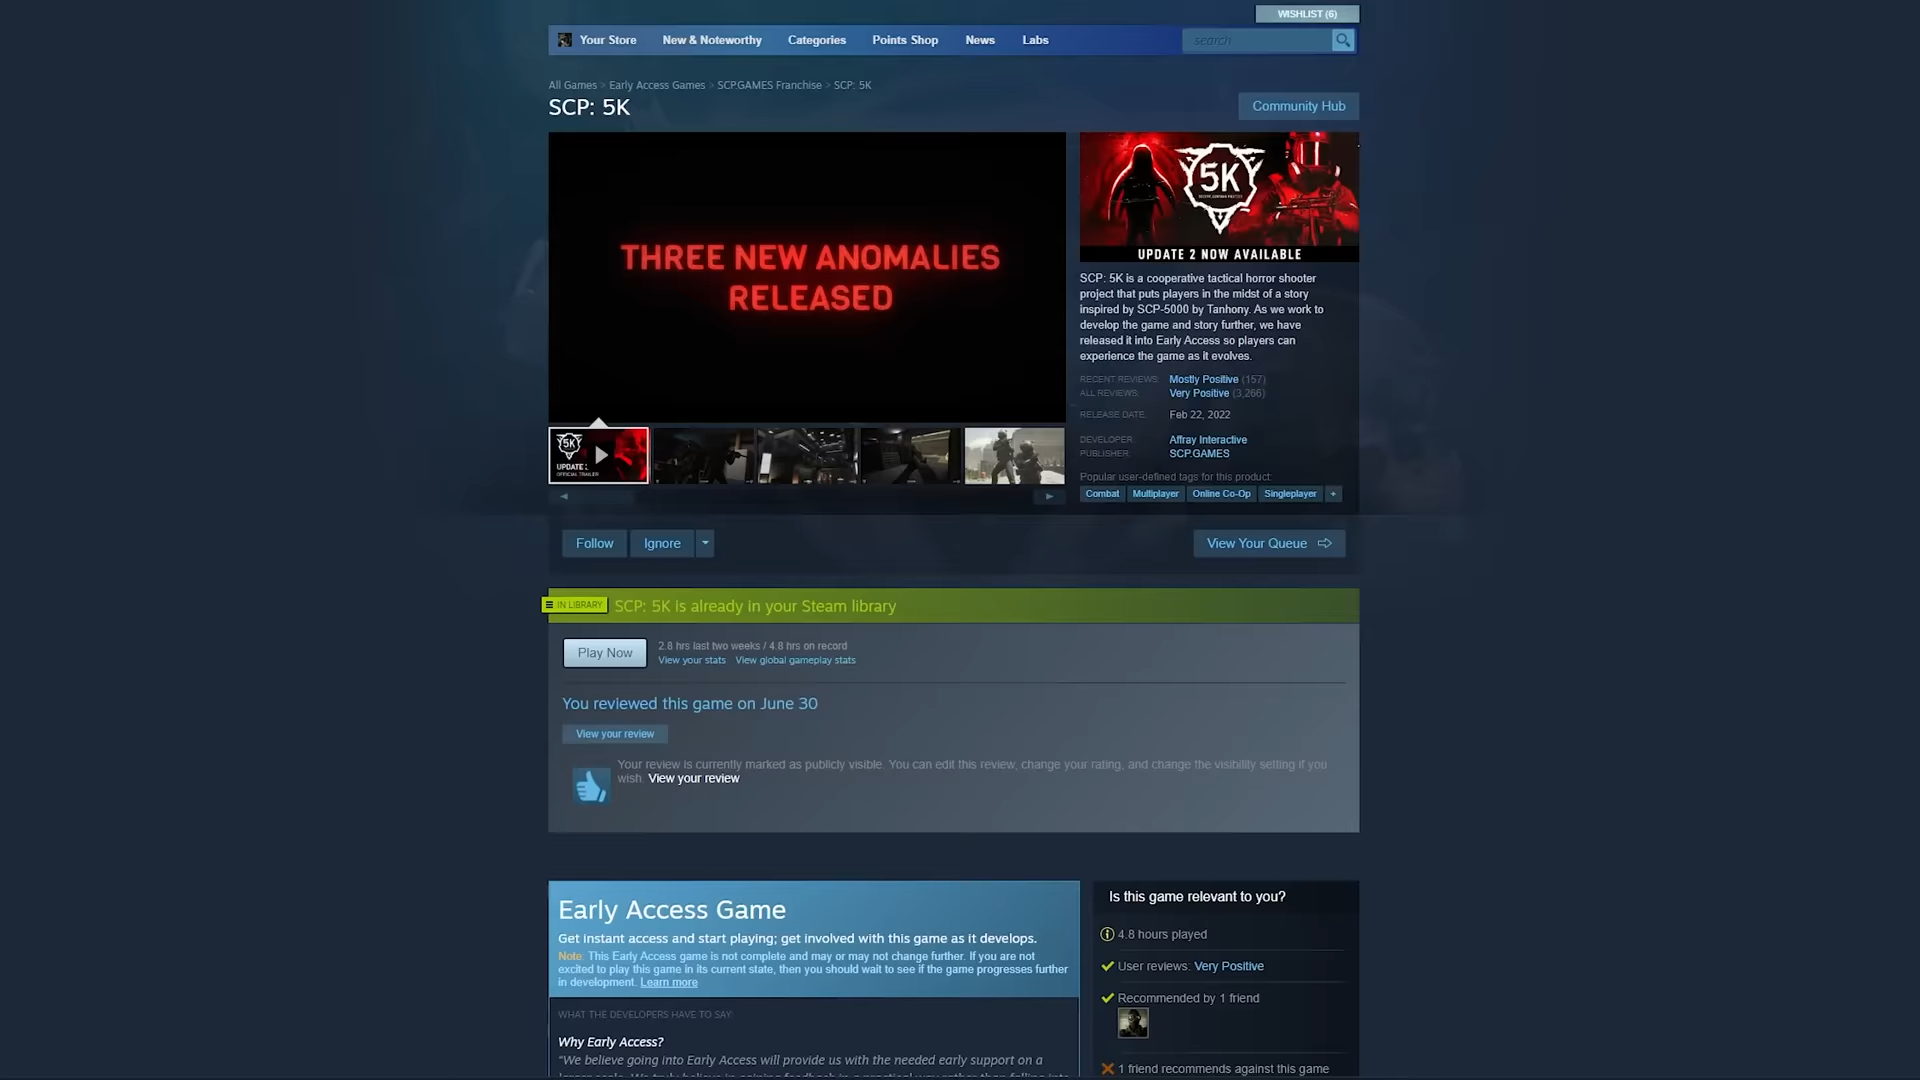 WISHLIST (6)
Your Store New & Noteworthy Categories Points Shop News Labs search
All Games > Early Access Games > SCP.GAMES Franchise > SCP: 5K
SCP: 5K
Community Hub
THREE NEW ANOMALIES
RELEASED
5K
UPDATE 2 NOW AVAILABLE
SCP: 5K is a cooperative tactical horror shooter
project that puts players in the midst of a story
inspired by SCP-5000 by Tanhony. As we work to
develop the game and story further, we have
released it into Early Access so players can
experience the game as it evolves.
RECENT REVIEWS: Mostly Positive (157)
ALL REVIEWS: Very Positive (3,266)
RELEASE DATE: Feb 22, 2022
DEVELOPER: Affray Interactive
PUBLISHER: SCP.GAMES
Popular user-defined tags for this product:
Combat Multiplayer Online Co-Op Singleplayer +
5K
UPDATE 2
OFFICIAL TRAILER
Follow Ignore
View Your Queue
IN LIBRARY SCP: 5K is already in your Steam library
Play Now
2.8 hrs last two weeks / 4.8 hrs on record
View your stats View global gameplay stats
You reviewed this game on June 30
View your review
Your review is currently marked as publicly visible. You can edit this review, change your rating, and change the visibility setting if you
wish. View your review
Early Access Game
Get instant access and start playing; get involved with this game as it develops.
Note: This Early Access game is not complete and may or may not change further. If you are not
excited to play this game in its current state, then you should wait to see if the game progresses further
in development. Learn more
WHAT THE DEVELOPERS HAVE TO SAY:
Why Early Access?
“We believe going into Early Access will provide us with the needed early support on a
Is this game relevant to you?
4.8 hours played
User reviews: Very Positive
Recommended by 1 friend
1 friend recommends against this game